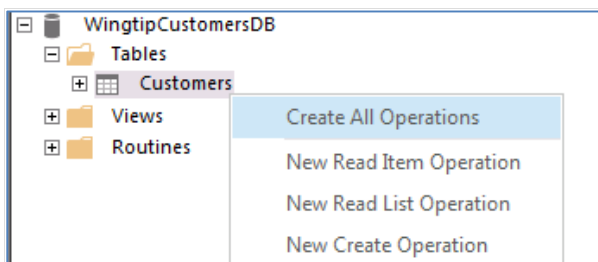 WingtipCustomersDB
Tables
Customers
Views
Routines
Create All Operations
New Read Item Operation
New Read List Operation
New Create Operation